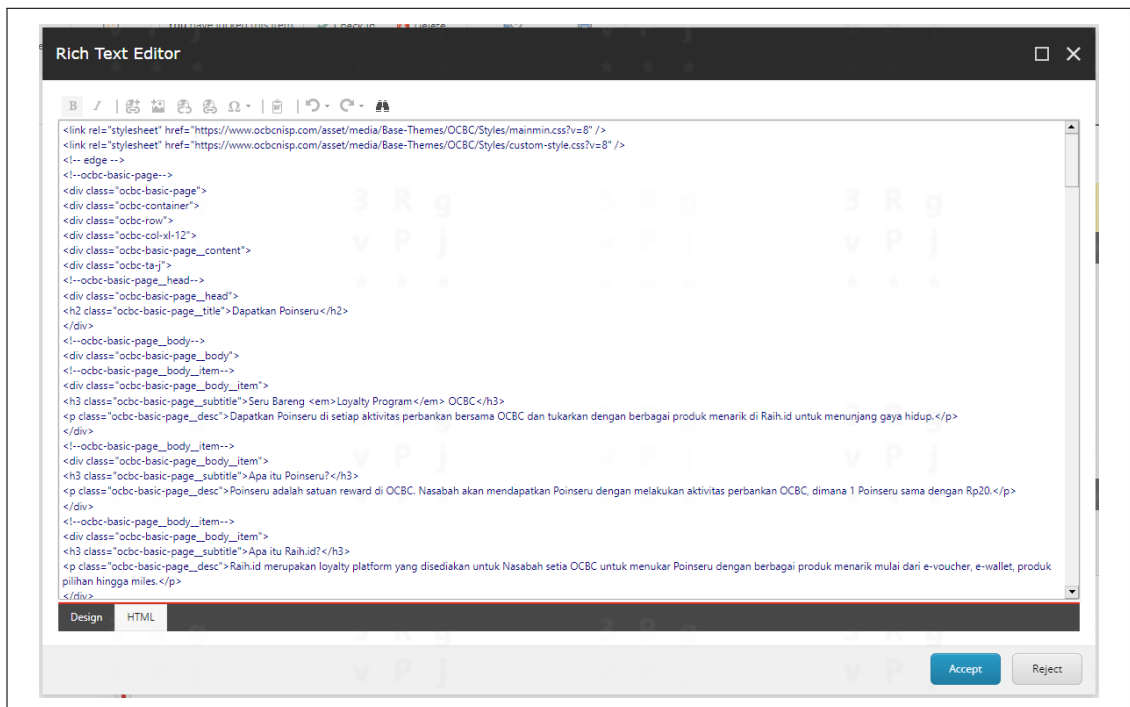 You have locked this item. Check in Delete
Rich Text Editor
B I Ω
<link rel="stylesheet" href="https://www.ocbcnisp.com/asset/media/Base-Themes/OCBC/Styles/mainmin.css?v=8" />
<link rel="stylesheet" href="https://www.ocbcnisp.com/asset/media/Base-Themes/OCBC/Styles/custom-style.css?v=8" />
<!-- edge -->
<!--ocbc-basic-page-->
<div class="ocbc-basic-page">
<div class="ocbc-container">
<div class="ocbc-row">
<div class="ocbc-col-xl-12">
<div class="ocbc-basic-page__content">
<div class="ocbc-ta-j">
<!--ocbc-basic-page__head-->
<div class="ocbc-basic-page__head">
<h2 class="ocbc-basic-page__title">Dapatkan Poinseru</h2>
</div>
<!--ocbc-basic-page__body-->
<div class="ocbc-basic-page__body">
<!--ocbc-basic-page__body__item-->
<div class="ocbc-basic-page__body__item">
<h3 class="ocbc-basic-page__subtitle">Seru Bareng <em>Loyalty Program</em> OCBC</h3>
<p class="ocbc-basic-page__desc">Dapatkan Poinseru di setiap aktivitas perbankan bersama OCBC dan tukarkan dengan berbagai produk menarik di Raih.id untuk menunjang gaya hidup.</p>
</div>
<!--ocbc-basic-page__body__item-->
<div class="ocbc-basic-page__body__item">
<h3 class="ocbc-basic-page__subtitle">Apa itu Poinseru?</h3>
<p class="ocbc-basic-page__desc">Poinseru adalah satuan reward di OCBC. Nasabah akan mendapatkan Poinseru dengan melakukan aktivitas perbankan OCBC, dimana 1 Poinseru sama dengan Rp20.</p>
</div>
<!--ocbc-basic-page__body__item-->
<div class="ocbc-basic-page__body__item">
<h3 class="ocbc-basic-page__subtitle">Apa itu Raih.id?</h3>
<p class="ocbc-basic-page__desc">Raih.id merupakan loyalty platform yang disediakan untuk Nasabah setia OCBC untuk menukar Poinseru dengan berbagai produk menarik mulai dari e-voucher, e-wallet, produk
pilihan hingga miles.</p>
</div>
Design HTML
Accept Reject